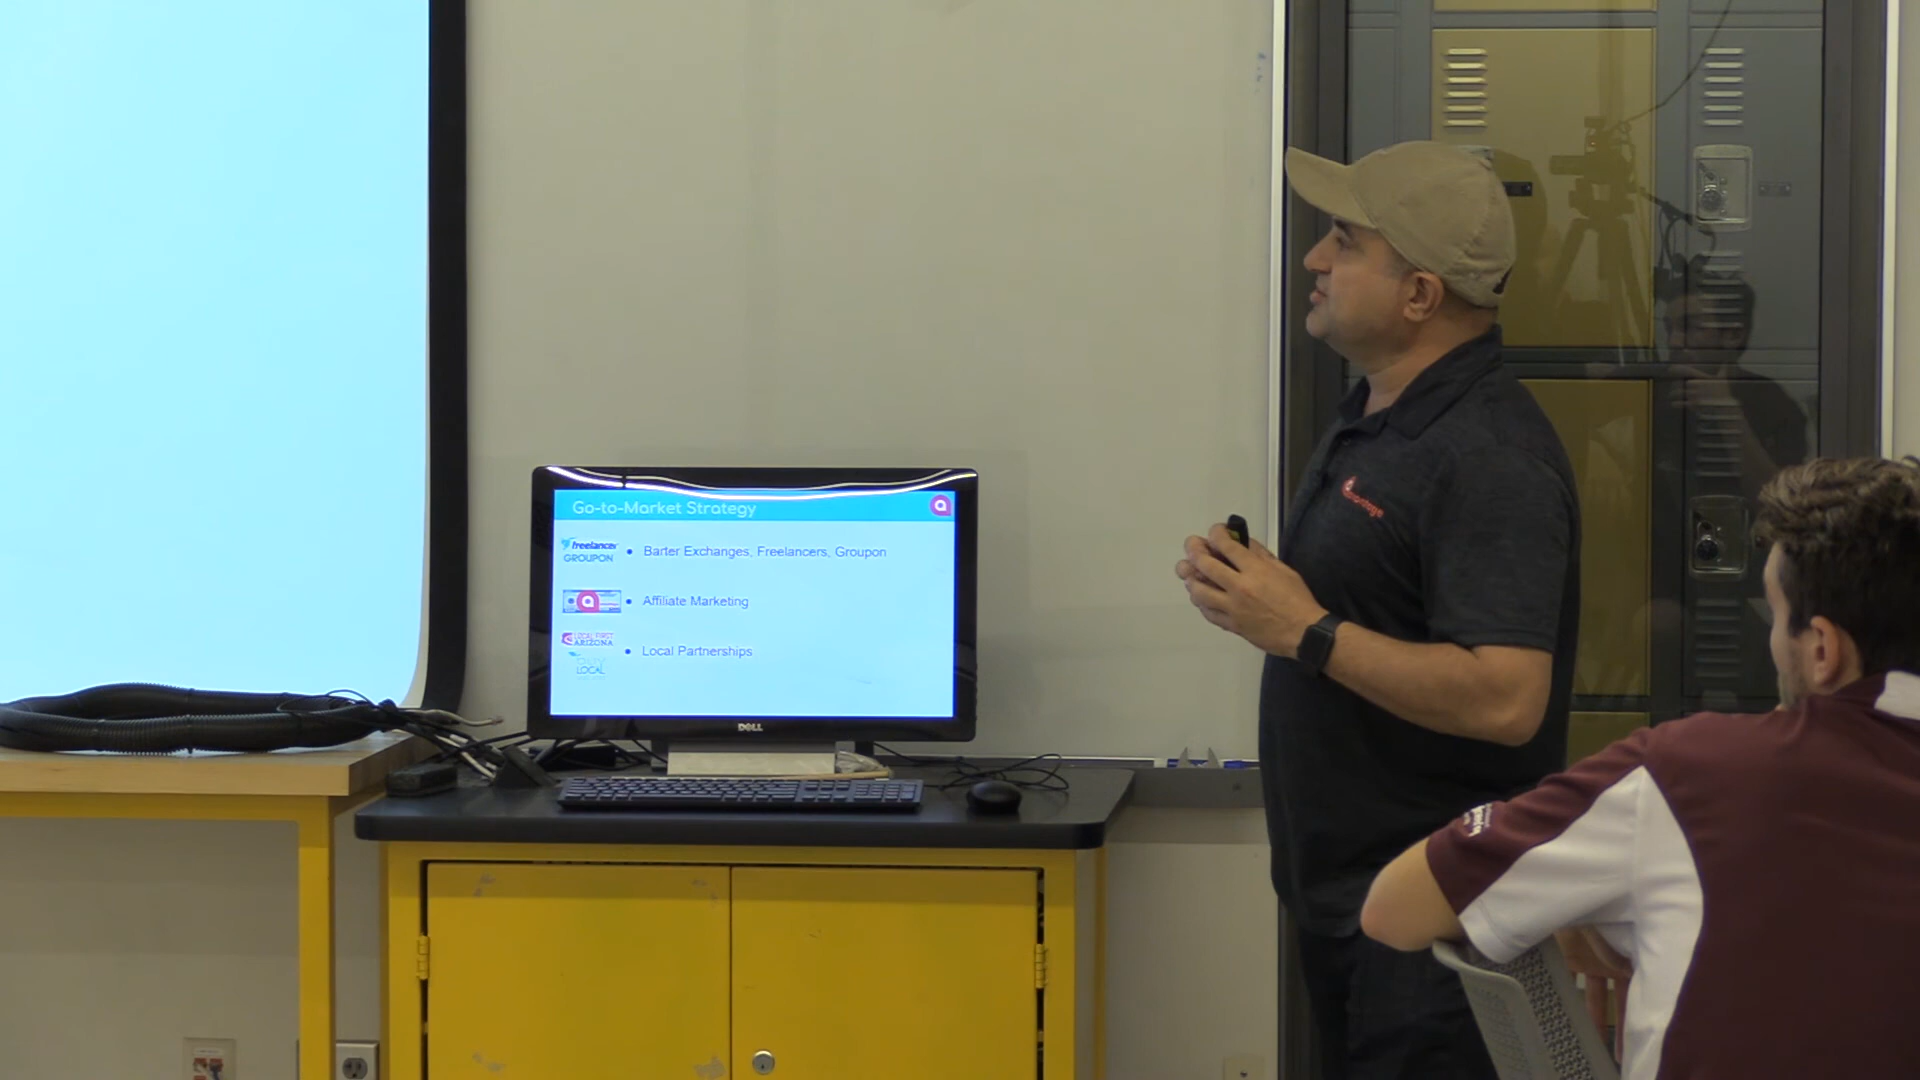 Go-to-Market Strategy
a
freelancer
GROUPON
Barter Exchanges, Freelancers, Groupon
a
Affiliate Marketing
LOCAL FIRST
ARIZONA
Local Partnerships
LOCAL
DELL